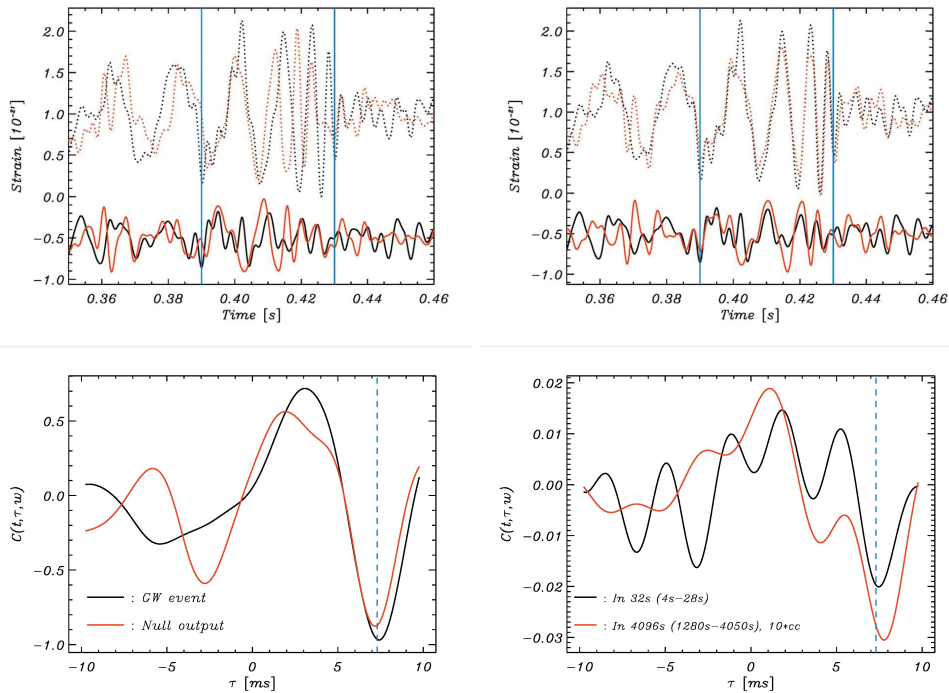 2.0
1.5
1.0
0.5
0.0
−0.5
−1.0
Strain [10⁻²¹]
0.36 0.38 0.40 0.42 0.44 0.46
Time [s]
2.0
1.5
1.0
0.5
0.0
−0.5
−1.0
Strain [10⁻²¹]
0.36 0.38 0.40 0.42 0.44 0.46
Time [s]
0.5
0.0
−0.5
−1.0
C(t,τ,w)
: GW event
: Null output
−10 −5 0 5 10
τ [ms]
0.02
0.01
0.00
−0.01
−0.02
−0.03
C(t,τ,w)
: In 32s (4s−28s)
: In 4096s (1280s−4050s), 10*cc
−10 −5 0 5 10
τ [ms]